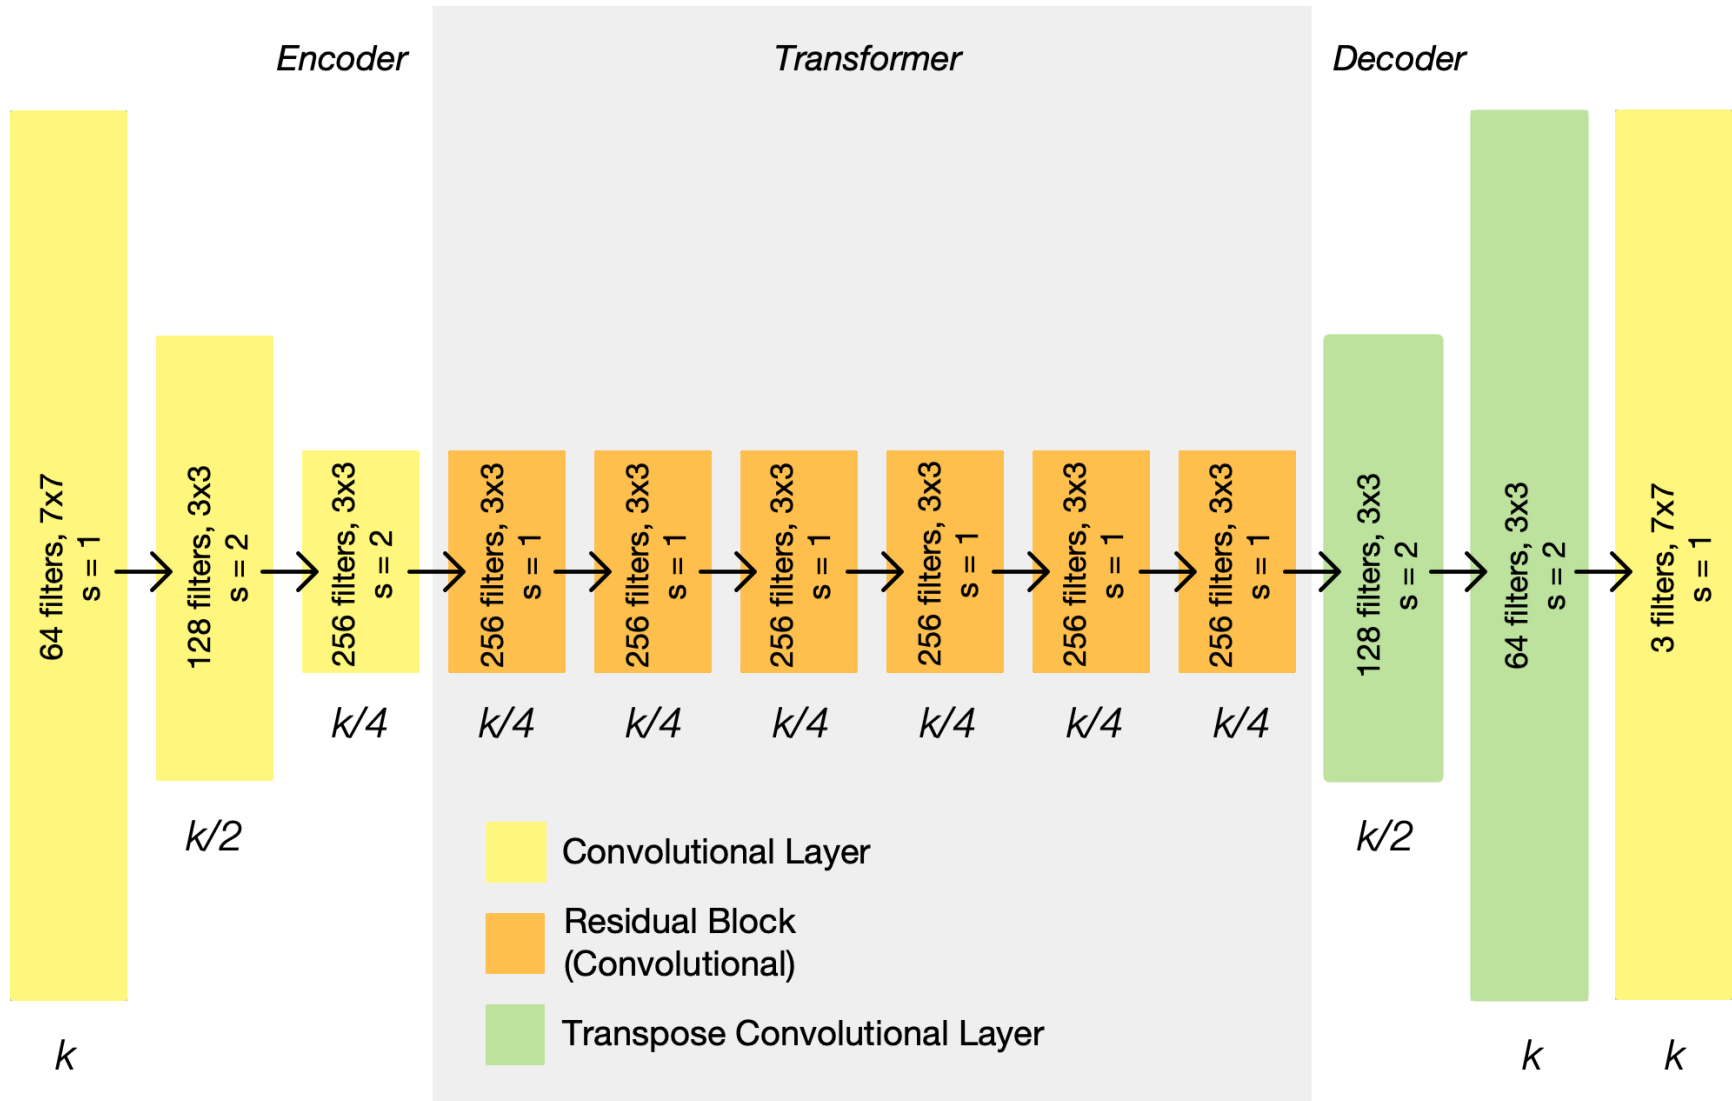 Encoder
Transformer
Decoder
64 filters, 7x7
s = 1
k
128 filters, 3x3
s = 2
k/2
256 filters, 3x3
s = 2
k/4
256 filters, 3x3
s = 1
k/4
256 filters, 3x3
s = 1
k/4
256 filters, 3x3
s = 1
k/4
256 filters, 3x3
s = 1
k/4
256 filters, 3x3
s = 1
k/4
256 filters, 3x3
s = 1
k/4
128 filters, 3x3
s = 2
k/2
64 filters, 3x3
s = 2
k
3 filters, 7x7
s = 1
k
Convolutional Layer
Residual Block
(Convolutional)
Transpose Convolutional Layer